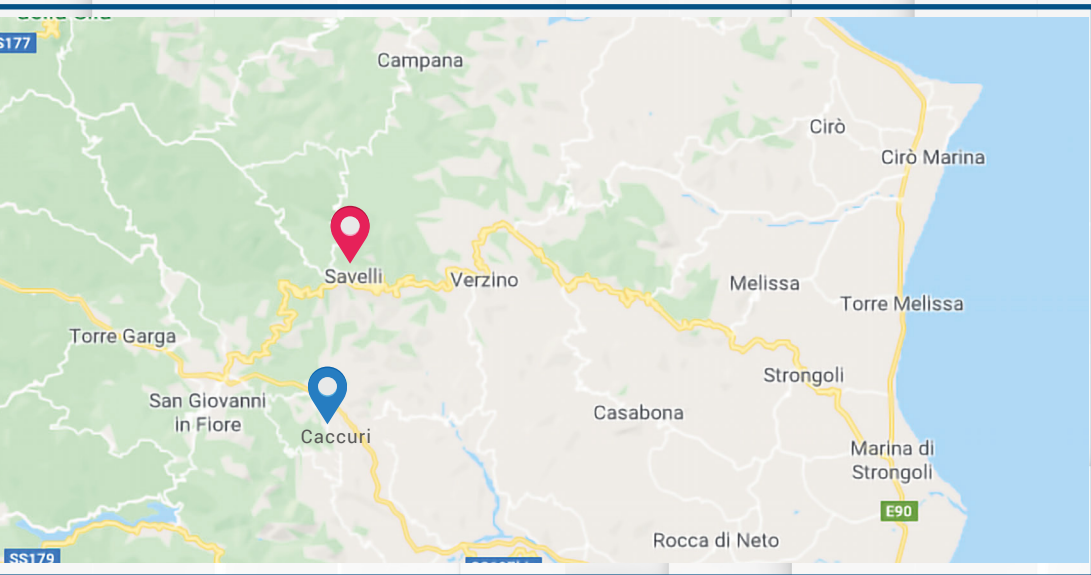 SS177
Campana
Cirò
Cirò Marina
Savelli
Verzino
Melissa
Torre Melissa
Torre Garga
Strongoli
San Giovanni
in Fiore
Casabona
Caccuri
Marina di
Strongoli
E90
Rocca di Neto
SS179